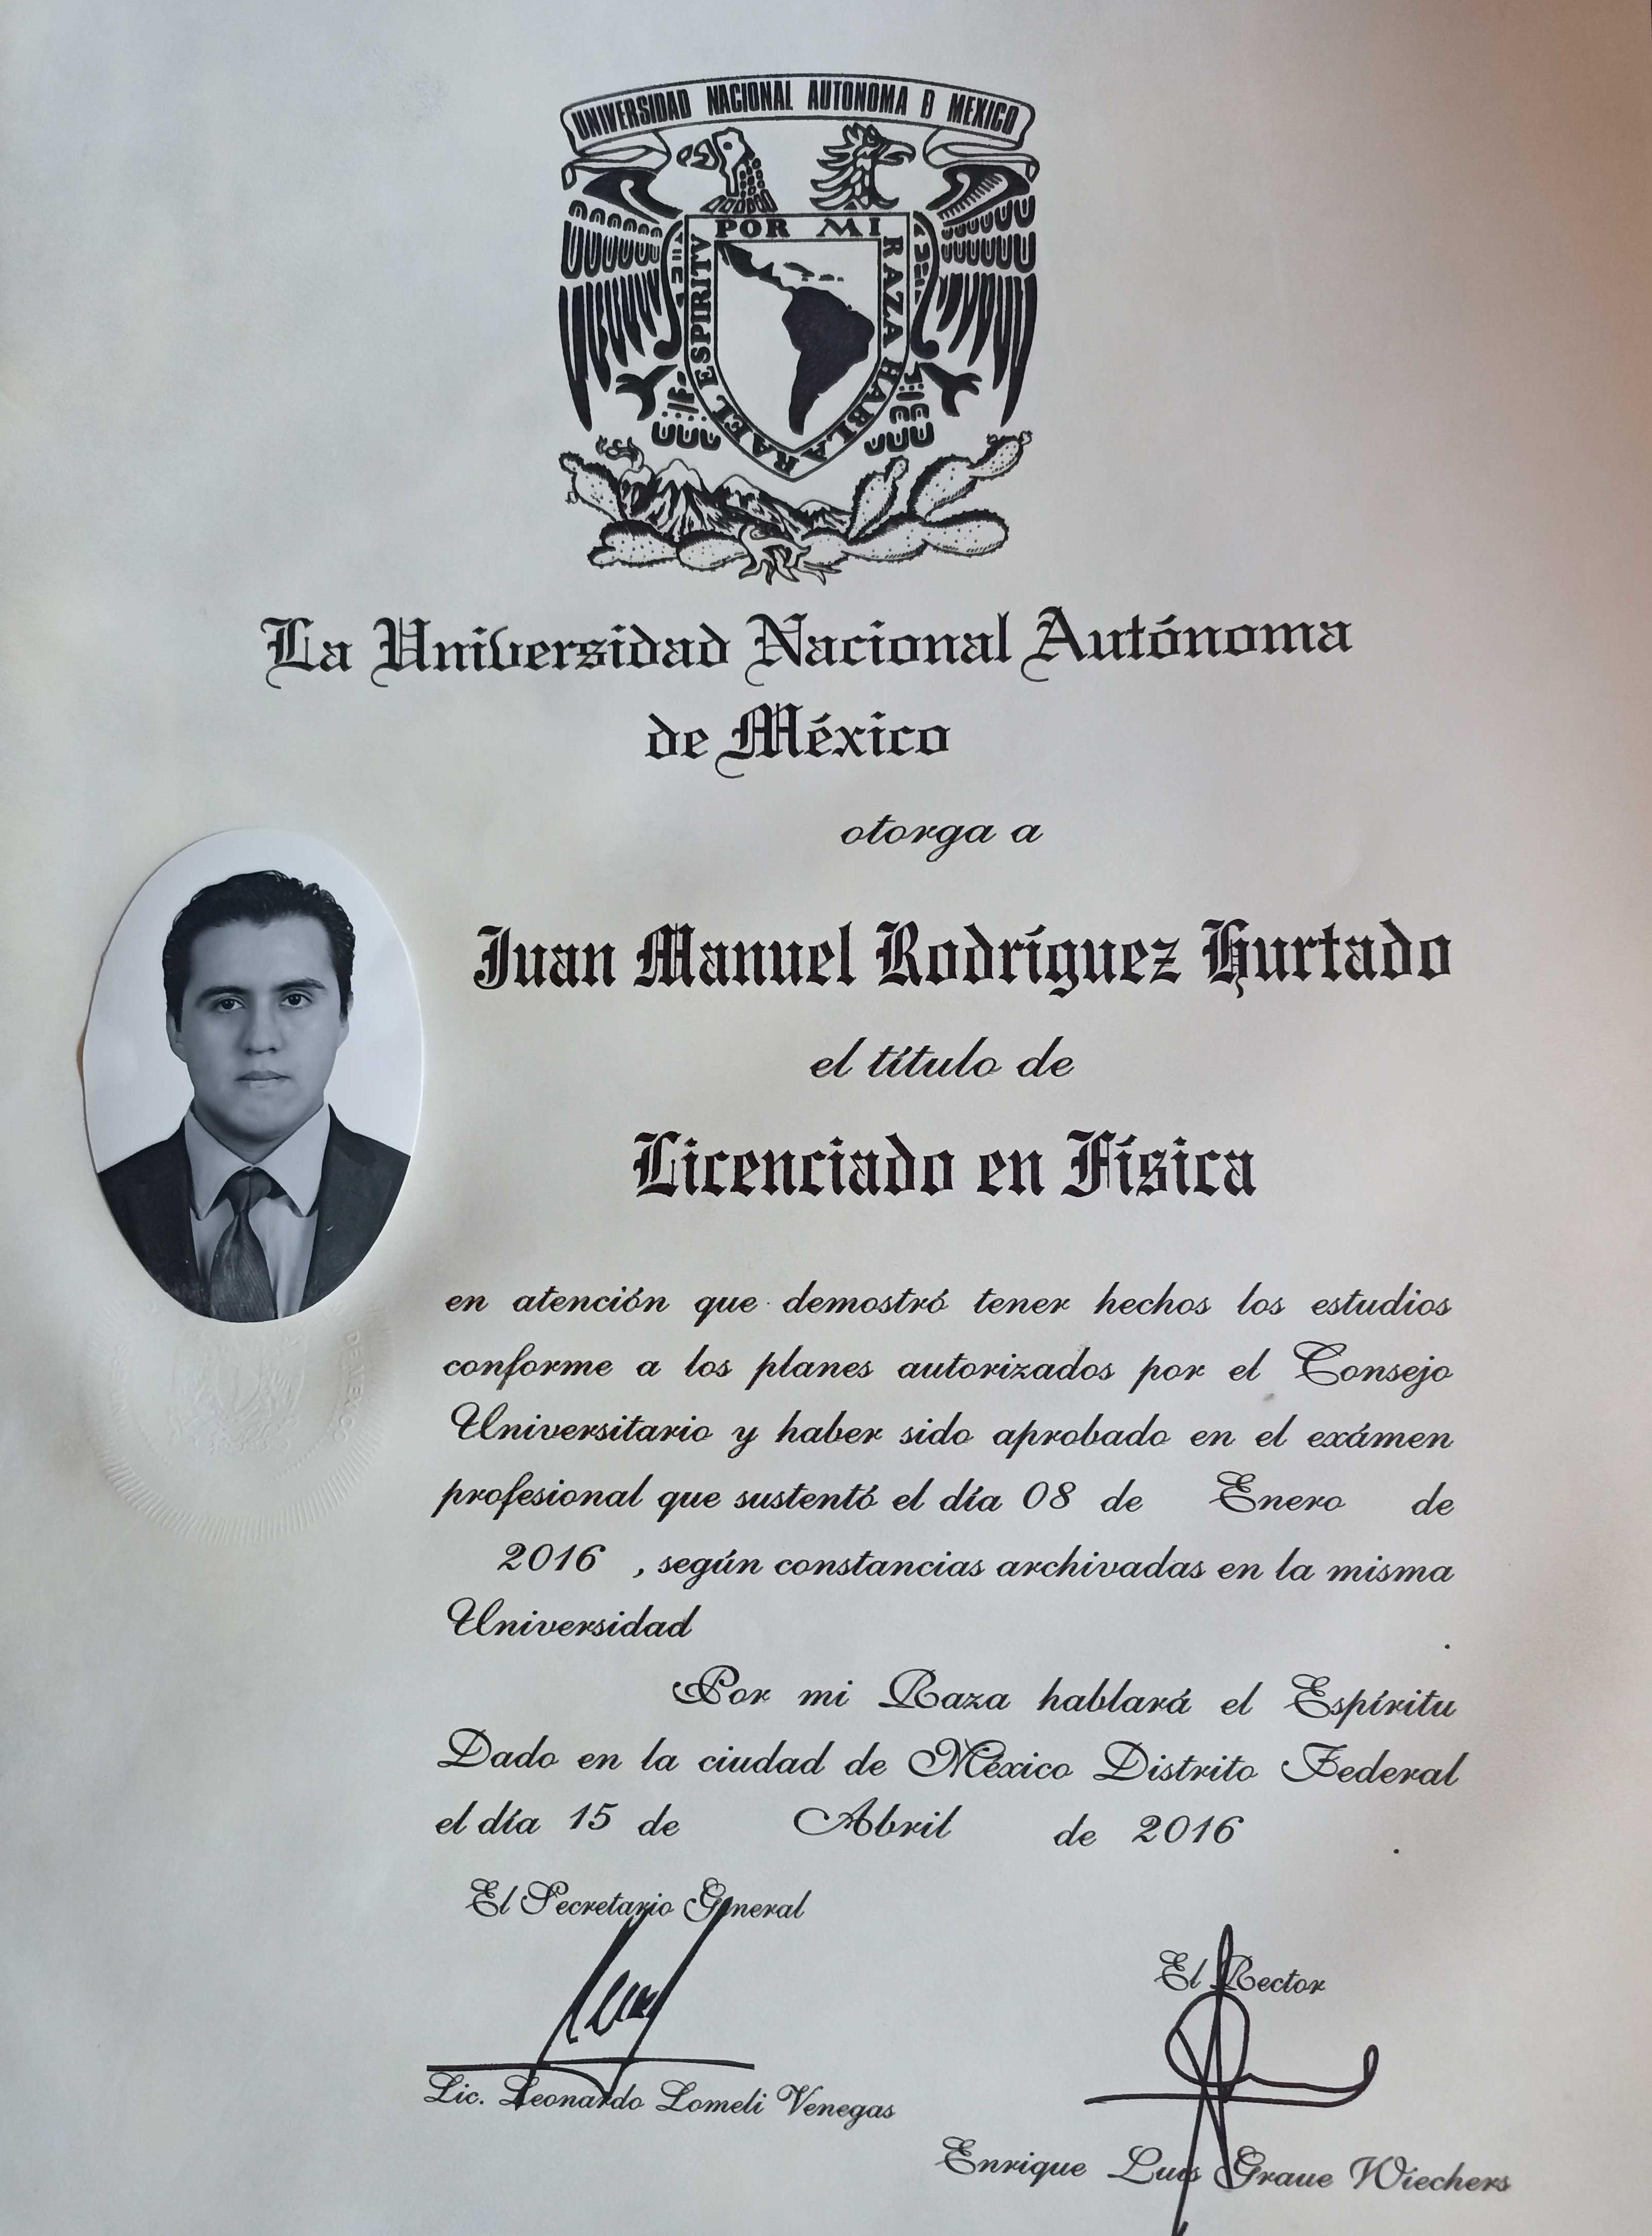 UNIVERSIDAD NACIONAL AUTONOMA D MEXICO
POR MI RAZA HABLARA EL ESPIRITV
La Universidad Nacional Autónoma
de México
otorga a
Juan Manuel Rodríguez Hurtado
el título de
Licenciado en Física
en atención que demostró tener hechos los estudios
conforme a los planes autorizados por el Consejo
Universitario y haber sido aprobado en el exámen
profesional que sustentó el día 08 de Enero de
2016 , según constancias archivadas en la misma
Universidad .
Por mi Raza hablará el Espíritu
Dado en la ciudad de México Distrito Federal
el día 15 de Abril de 2016 .
El Secretario General
El Rector
Lic. Leonardo Lomeli Venegas
Enrique Luis Graue Wiechers
DE MEXICO